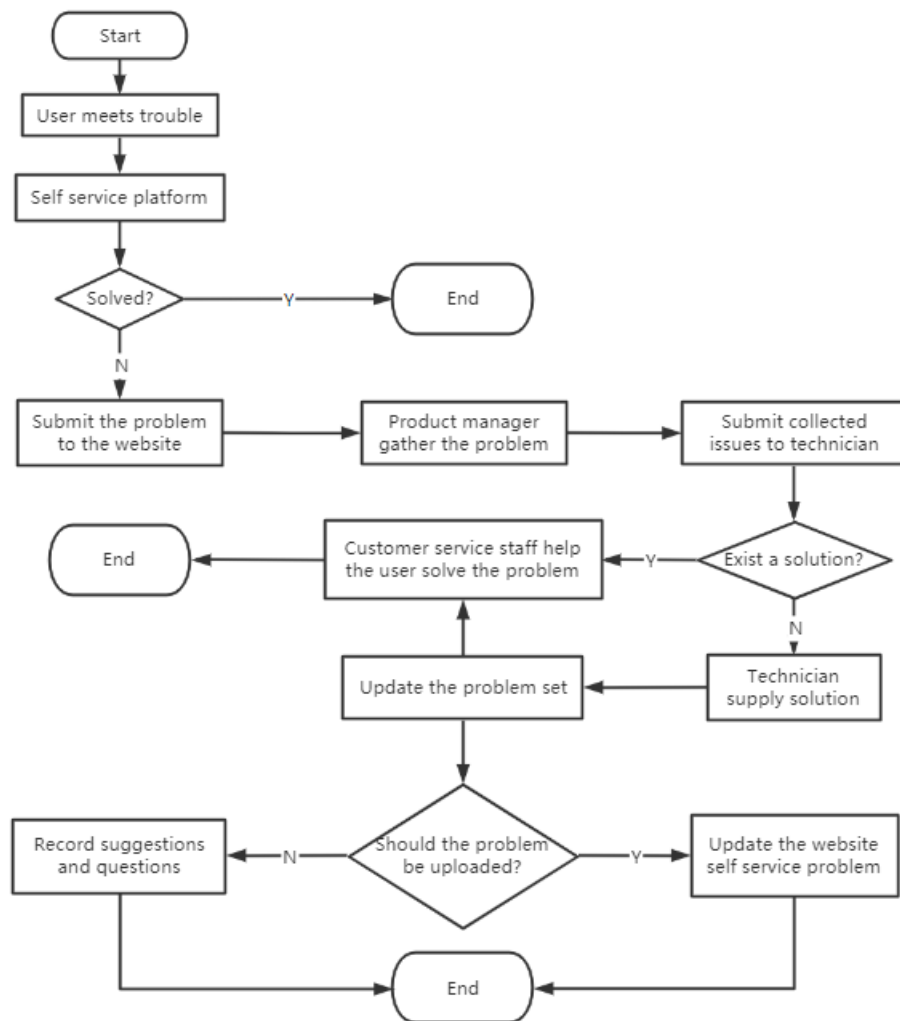 Start
User meets trouble
Self service platform
Solved?
Y
End
N
Submit the problem
to the website
Product manager
gather the problem
Submit collected
issues to technician
End
Customer service staff help
the user solve the problem
Y
Exist a solution?
N
Update the problem set
Technician
supply solution
Record suggestions
and questions
N
Should the problem
be uploaded?
Y
Update the website
self service problem
End